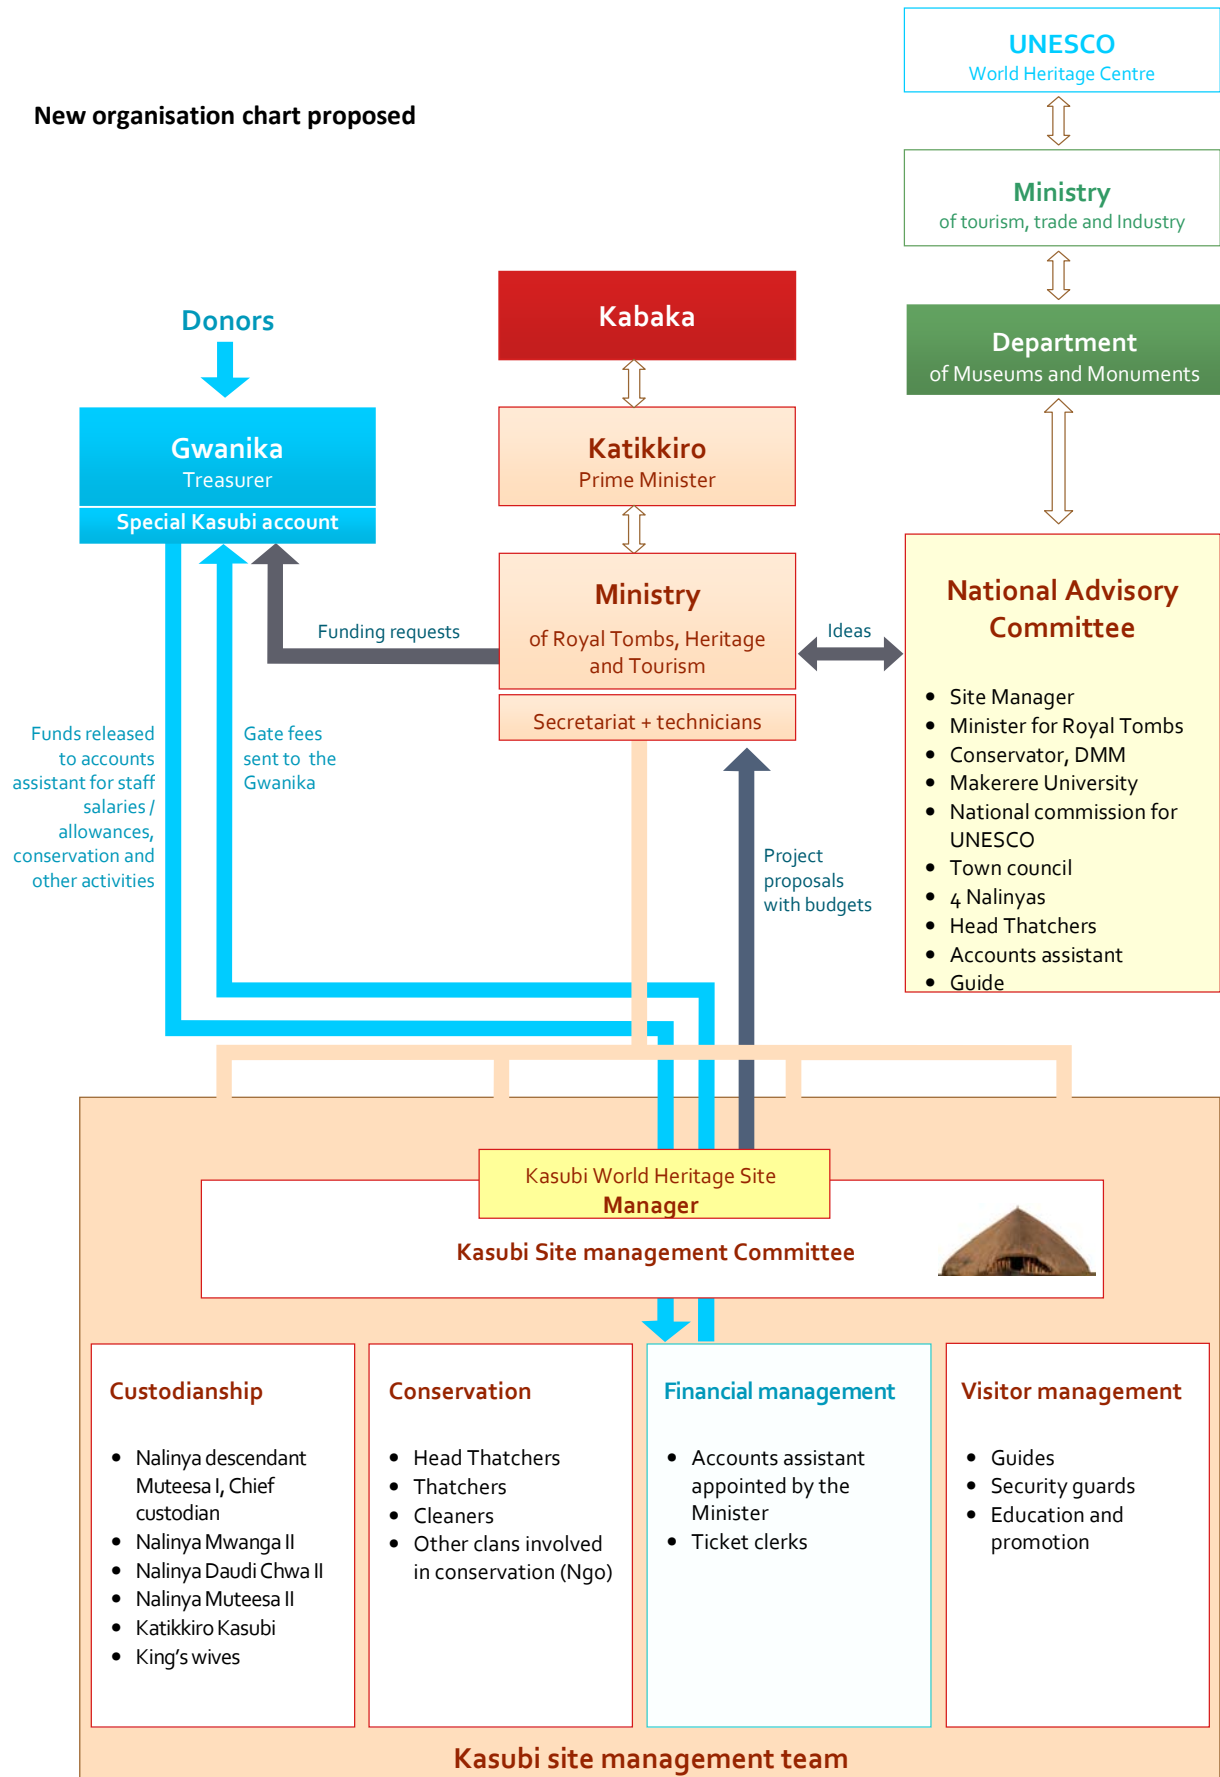 New organisation chart proposed
UNESCO
World Heritage Centre
Ministry
of tourism, trade and Industry
Department
of Museums and Monuments
Donors
Gwanika
Treasurer
Special Kasubi account
Kabaka
Katikkiro
Prime Minister
Ministry
of Royal Tombs, Heritage
and Tourism
Secretariat + technicians
Funding requests
Ideas
National Advisory
Committee
• Site Manager
• Minister for Royal Tombs
• Conservator, DMM
• Makerere University
• National commission for
UNESCO
• Town council
• 4 Nalinyas
• Head Thatchers
• Accounts assistant
• Guide
Funds released
to accounts
assistant for staff
salaries /
allowances,
conservation and
other activities
Gate fees
sent to the
Gwanika
Project
proposals
with budgets
Kasubi World Heritage Site
Manager
Kasubi Site management Committee
Custodianship
• Nalinya descendant
Muteesa I, Chief
custodian
• Nalinya Mwanga II
• Nalinya Daudi Chwa II
• Nalinya Muteesa II
• Katikkiro Kasubi
• King's wives
Conservation
• Head Thatchers
• Thatchers
• Cleaners
• Other clans involved
in conservation (Ngo)
Financial management
• Accounts assistant
appointed by the
Minister
• Ticket clerks
Visitor management
• Guides
• Security guards
• Education and
promotion
Kasubi site management team